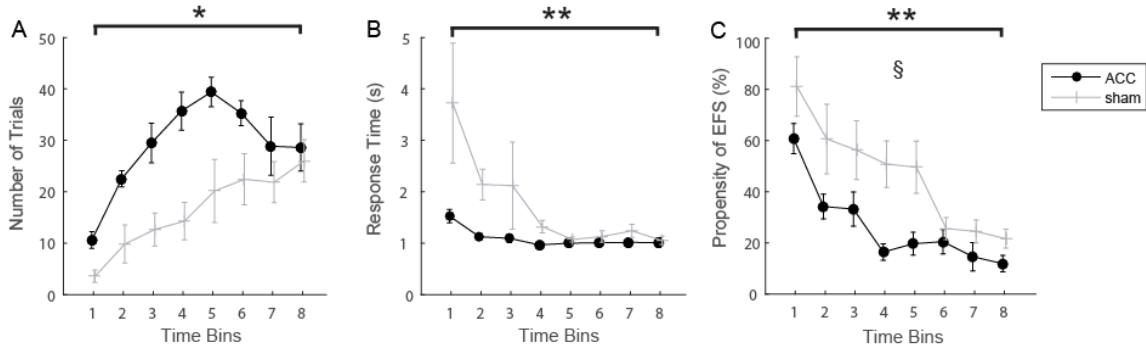 A
*
Number of Trials
50
40
30
20
10
0
1 2 3 4 5 6 7 8
Time Bins
B
**
Response Time (s)
5
4
3
2
1
0
1 2 3 4 5 6 7 8
Time Bins
C
**
§
Propensity of EFS (%)
100
80
60
40
20
0
1 2 3 4 5 6 7 8
Time Bins
ACC
sham